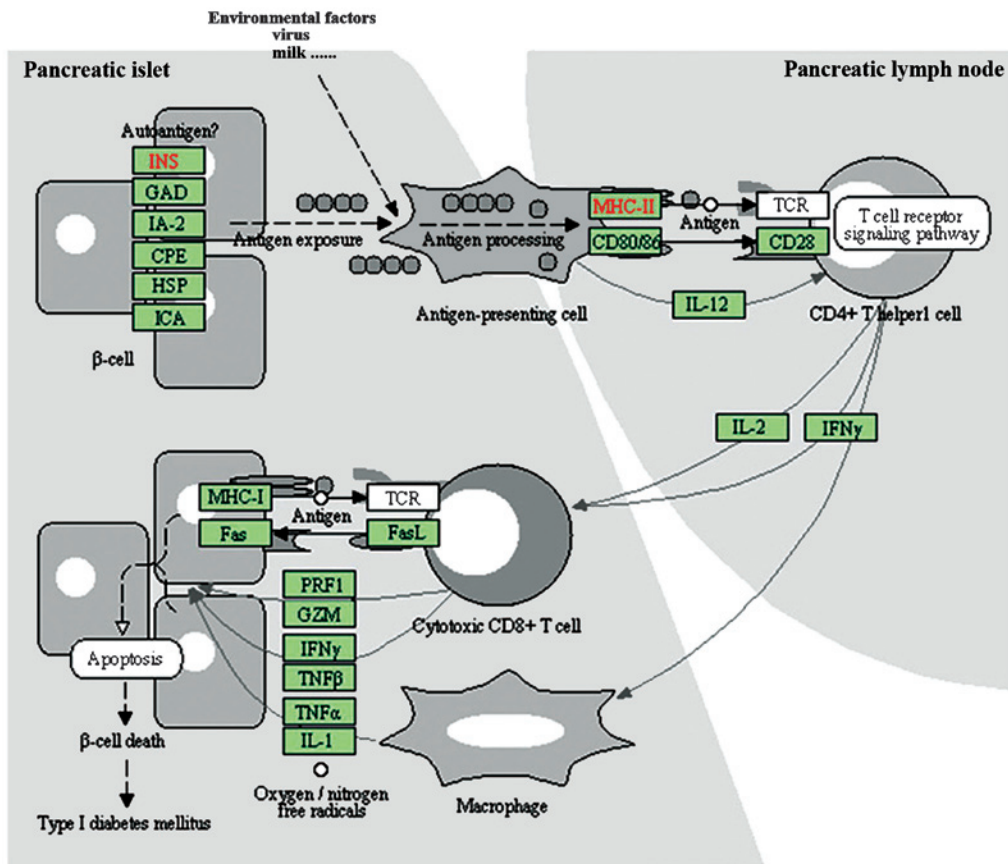 Environmental factors
virus
milk ......
Pancreatic islet
Pancreatic lymph node
Autoantigen?
INS
GAD
IA-2
CPE
HSP
ICA
β-cell
Antigen exposure
Antigen processing
MHC-II
CD80/86
Antigen
TCR
CD28
T cell receptor
signaling pathway
IL-12
Antigen-presenting cell
CD4+ T helper1 cell
IL-2
IFNγ
MHC-I
Fas
Antigen
TCR
FasL
PRF1
GZM
IFNγ
TNFβ
TNFα
IL-1
Cytotoxic CD8+ T cell
Apoptosis
β-cell death
Type I diabetes mellitus
Oxygen / nitrogen
free radicals
Macrophage